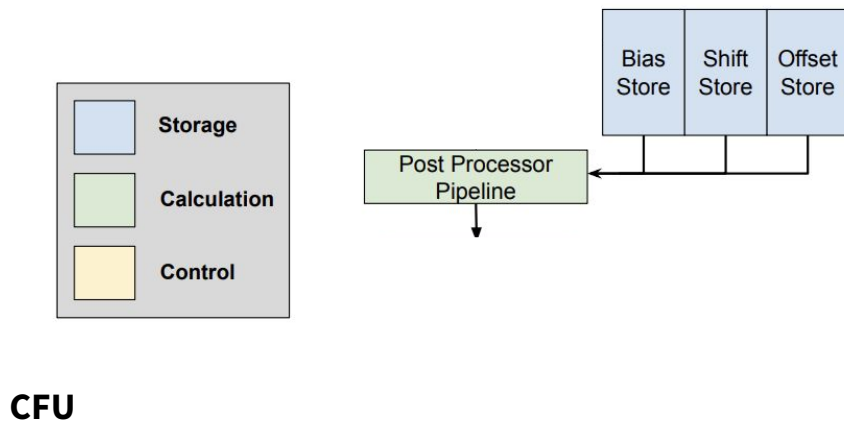 Bias Shift Offset
Store Store Store
Storage
Post Processor
Pipeline
Calculation
Control
CFU